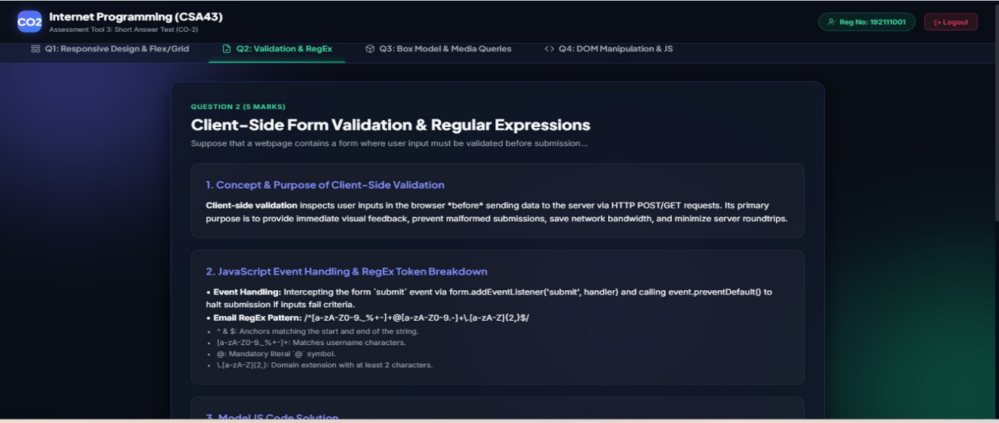 CO2
Internet Programming (CSA43)
Assessment Tool 3: Short Answer Test (CO-2)
Reg No: 192111001
Logout
Q1: Responsive Design & Flex/Grid
Q2: Validation & RegEx
Q3: Box Model & Media Queries
Q4: DOM Manipulation & JS
QUESTION 2 (5 MARKS)
Client-Side Form Validation & Regular Expressions
Suppose that a webpage contains a form where user input must be validated before submission...
1. Concept & Purpose of Client-Side Validation
Client-side validation inspects user inputs in the browser *before* sending data to the server via HTTP POST/GET requests. Its primary
purpose is to provide immediate visual feedback, prevent malformed submissions, save network bandwidth, and minimize server roundtrips.
2. JavaScript Event Handling & RegEx Token Breakdown
• Event Handling: Intercepting the form `submit` event via form.addEventListener('submit', handler) and calling event.preventDefault() to
halt submission if inputs fail criteria.
• Email RegEx Pattern: /^[a-zA-Z0-9._%+-]+@[a-zA-Z0-9.-]+\.[a-zA-Z]{2,}$/
• ^ & $: Anchors matching the start and end of the string.
• [a-zA-Z0-9._%+-]+: Matches username characters.
• @: Mandatory literal `@` symbol.
• \.[a-zA-Z]{2,}: Domain extension with at least 2 characters.
3. Model JS Code Solution